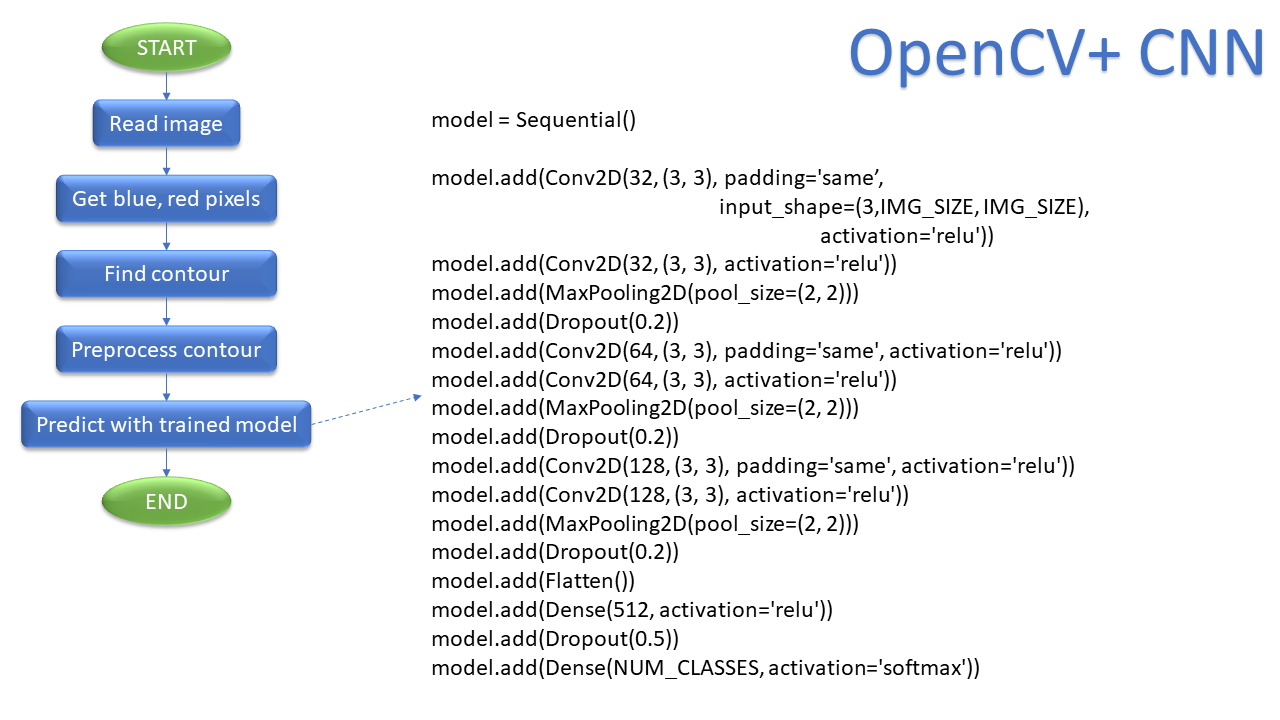 OpenCV+ CNN
START
Read image
Get blue, red pixels
Find contour
Preprocess contour
Predict with trained model
END
model = Sequential()
model.add(Conv2D(32, (3, 3), padding='same’,
input_shape=(3,IMG_SIZE, IMG_SIZE),
activation='relu'))
model.add(Conv2D(32, (3, 3), activation='relu'))
model.add(MaxPooling2D(pool_size=(2, 2)))
model.add(Dropout(0.2))
model.add(Conv2D(64, (3, 3), padding='same', activation='relu'))
model.add(Conv2D(64, (3, 3), activation='relu'))
model.add(MaxPooling2D(pool_size=(2, 2)))
model.add(Dropout(0.2))
model.add(Conv2D(128, (3, 3), padding='same', activation='relu'))
model.add(Conv2D(128, (3, 3), activation='relu'))
model.add(MaxPooling2D(pool_size=(2, 2)))
model.add(Dropout(0.2))
model.add(Flatten())
model.add(Dense(512, activation='relu'))
model.add(Dropout(0.5))
model.add(Dense(NUM_CLASSES, activation='softmax'))